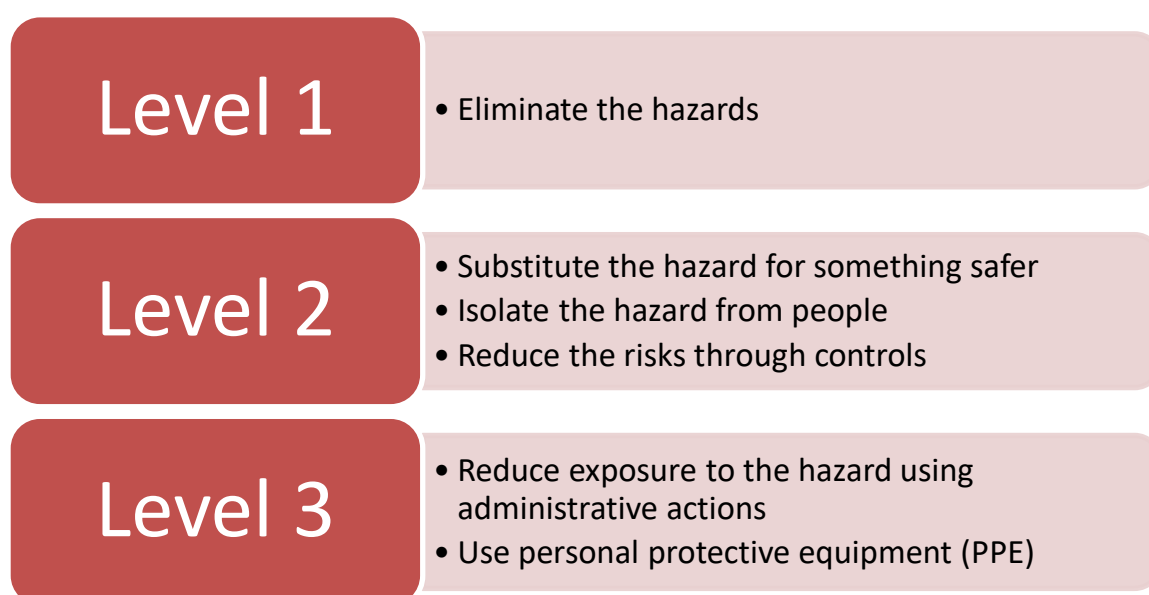 Level 1
• Eliminate the hazards
Level 2
• Substitute the hazard for something safer
• Isolate the hazard from people
• Reduce the risks through controls
Level 3
• Reduce exposure to the hazard using
administrative actions
• Use personal protective equipment (PPE)